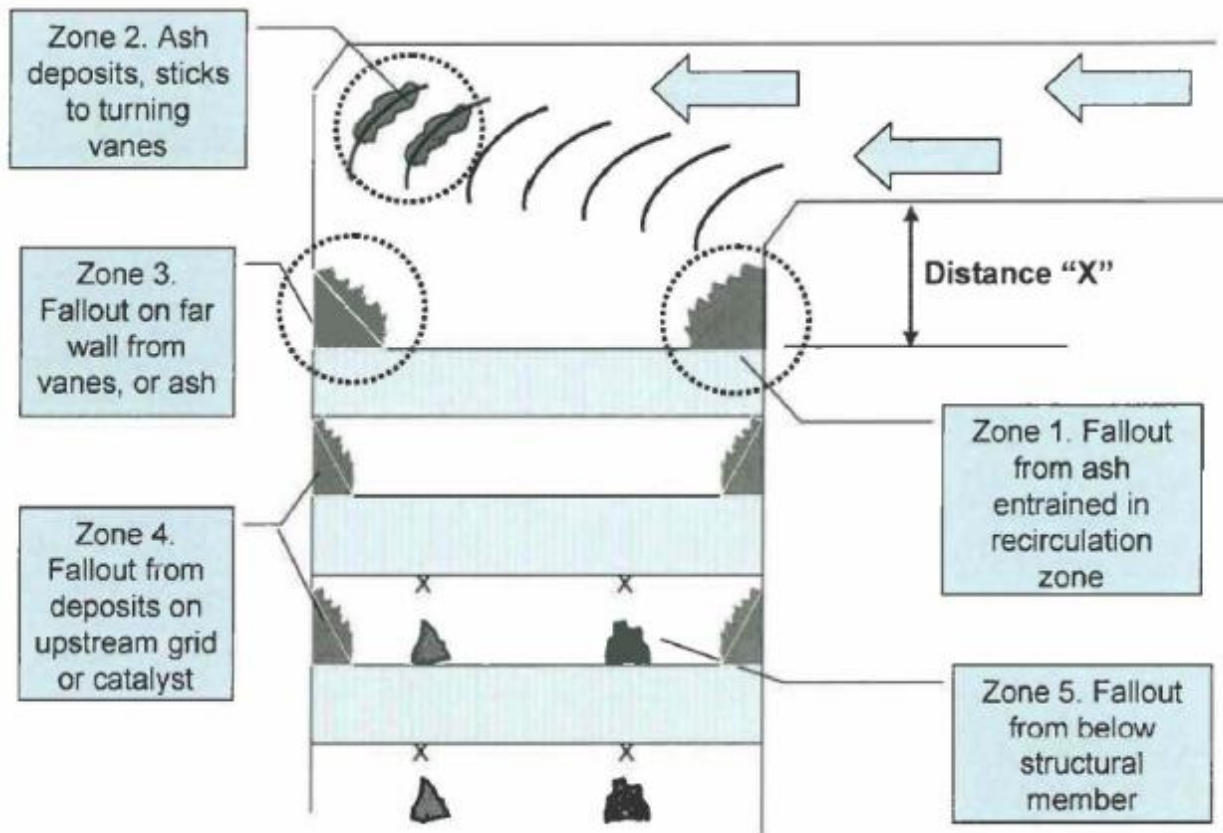 Zone 2. Ash
deposits, sticks
to turning
vanes
Zone 3.
Fallout on far
wall from
vanes, or ash
Distance “X”
Zone 1. Fallout
from ash
entrained in
recirculation
zone
Zone 4.
Fallout from
deposits on
upstream grid
or catalyst
X X
Zone 5. Fallout
from below
structural
member
X X